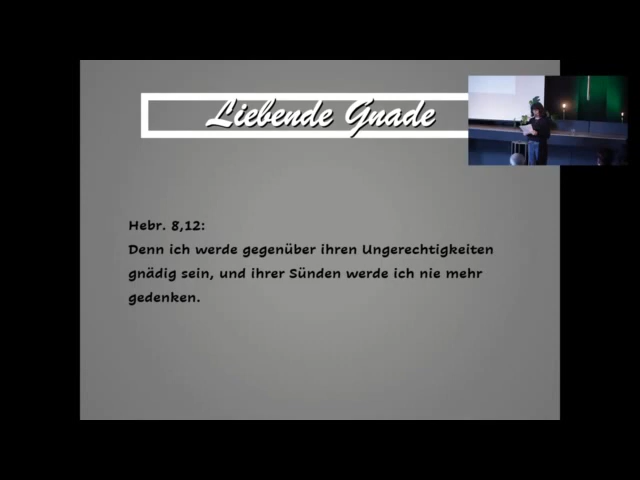 Liebende Gnade
Hebr. 8,12:
Denn ich werde gegenüber ihren Ungerechtigkeiten
gnädig sein, und ihrer Sünden werde ich nie mehr
gedenken.